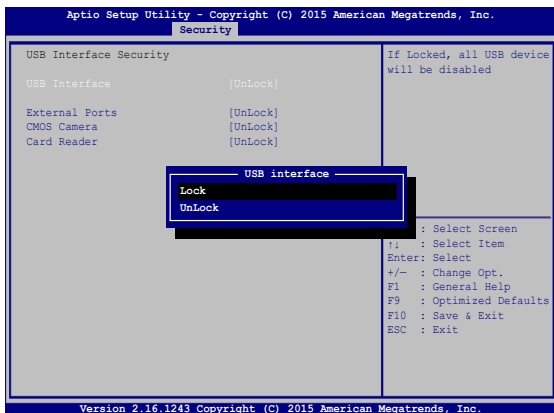 Aptio Setup Utility - Copyright (C) 2015 American Megatrends, Inc.
Security
USB Interface Security
USB Interface [UnLock]
External Ports [UnLock]
CMOS Camera [UnLock]
Card Reader [UnLock]
If Locked, all USB device
will be disabled
USB interface
Lock
UnLock
: Select Screen
↑↓ : Select Item
Enter: Select
+/— : Change Opt.
F1 : General Help
F9 : Optimized Defaults
F10 : Save & Exit
ESC : Exit
Version 2.16.1243 Copyright (C) 2015 American Megatrends, Inc.